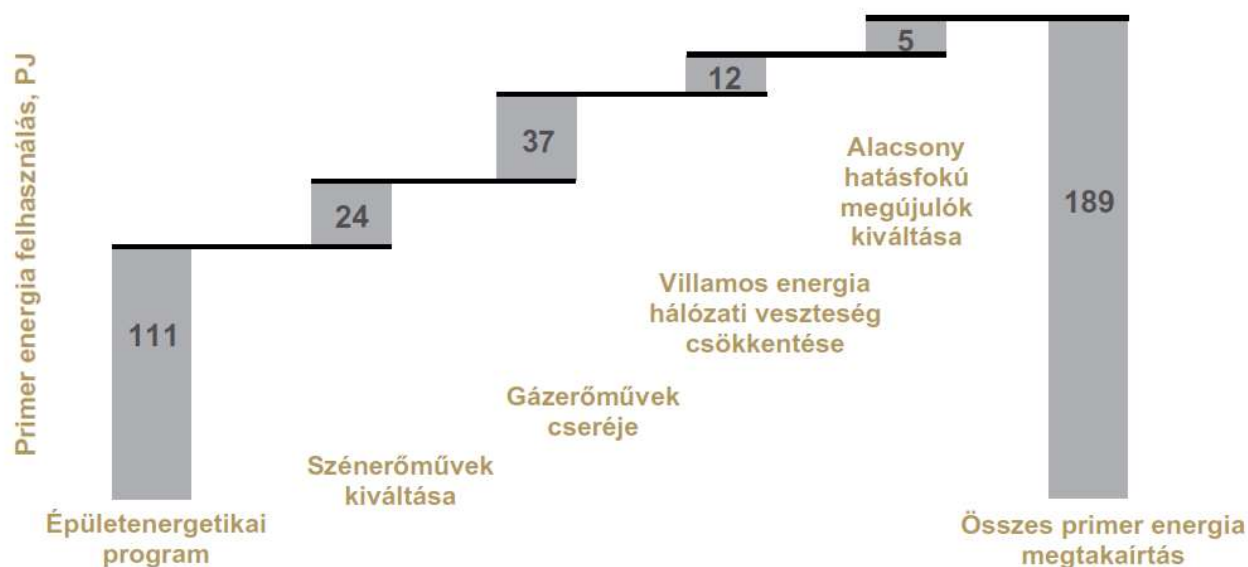 Primer energia felhasználás, PJ
111
24
37
12
5
189
Épületenergetikai
program
Szénerőművek
kiváltása
Gázerőművek
cseréje
Villamos energia
hálózati veszteség
csökkentése
Alacsony
hatásfokú
megújulók
kiváltása
Összes primer energia
megtakaírtás